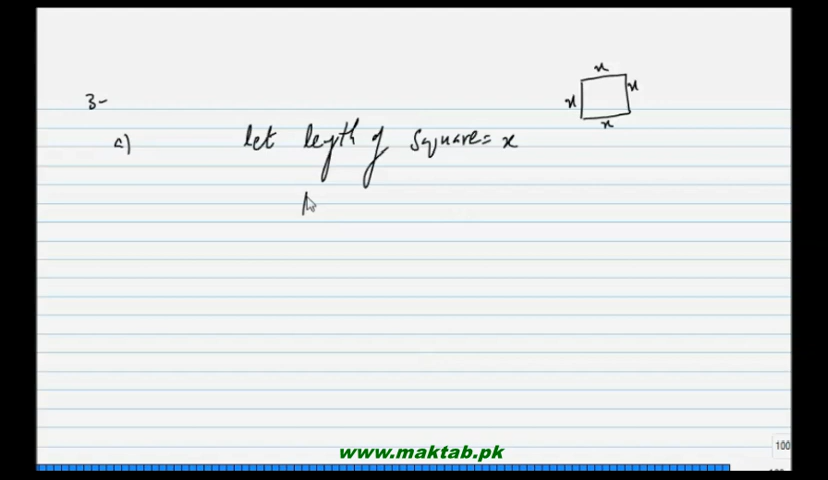 x
x
x
3-
x
a) let length of square = x
www.maktab.pk
100